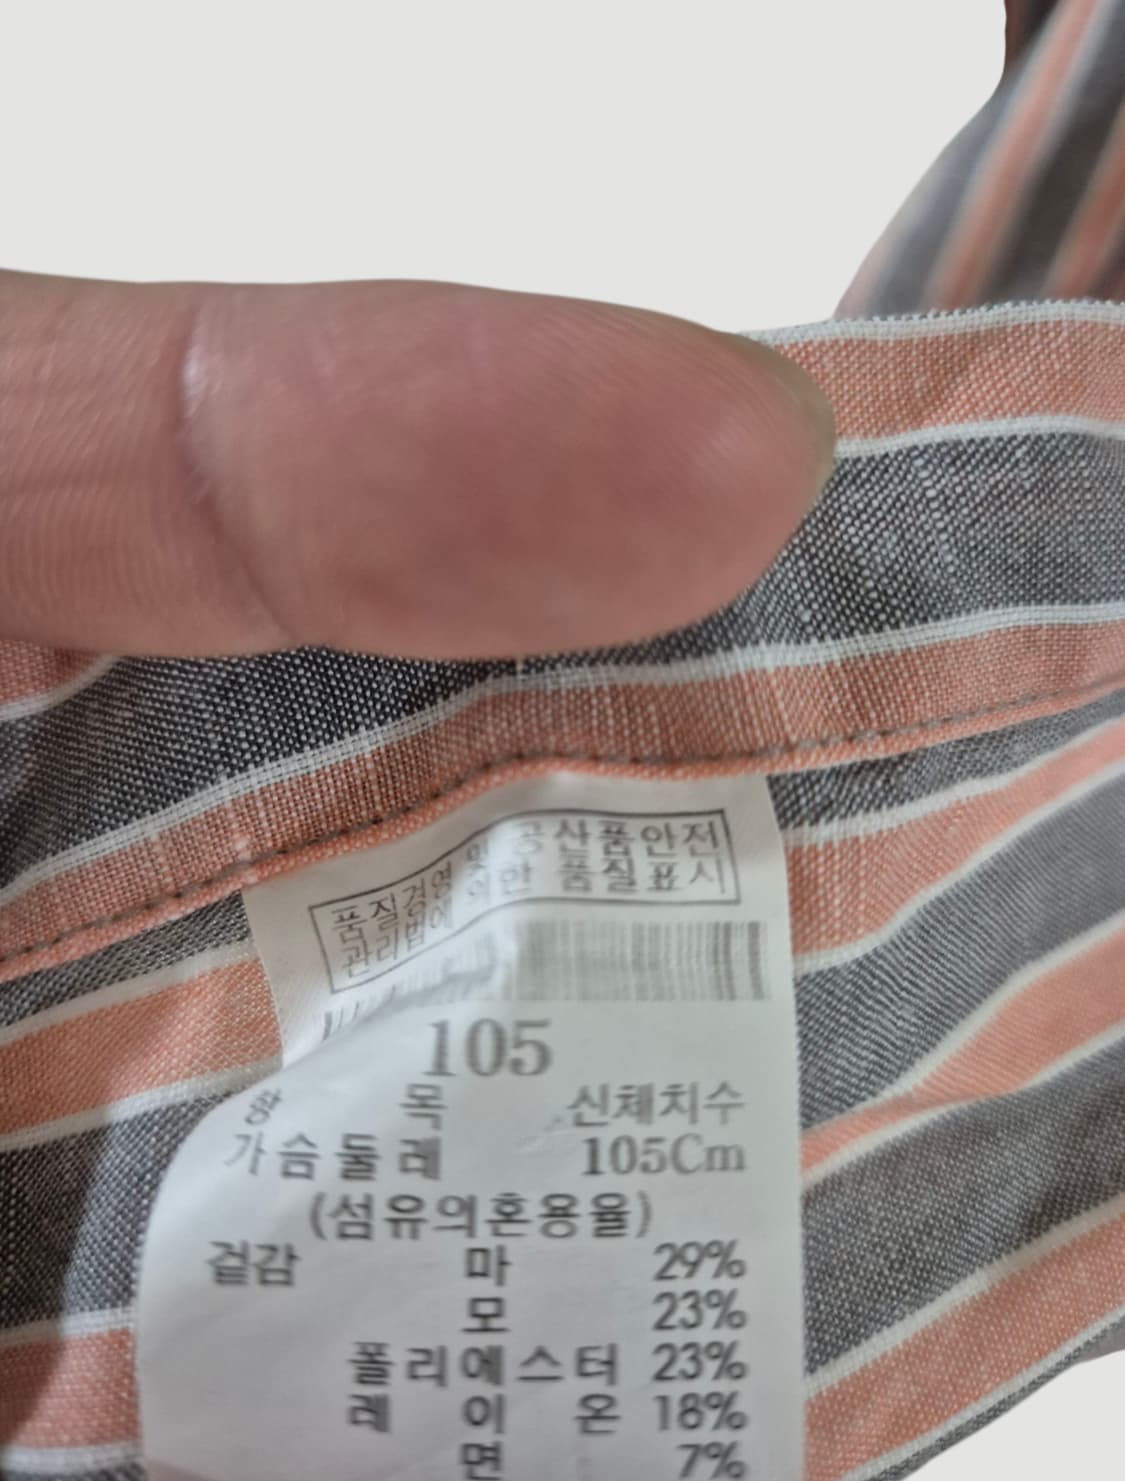 품질경영 및 공산품안전
관리법에 의한 품질표시
105
항 목 신체치수
가슴둘레 105Cm
(섬유의혼용율)
겉감 마 29%
모 23%
폴리에스터 23%
레이온 18%
면 7%